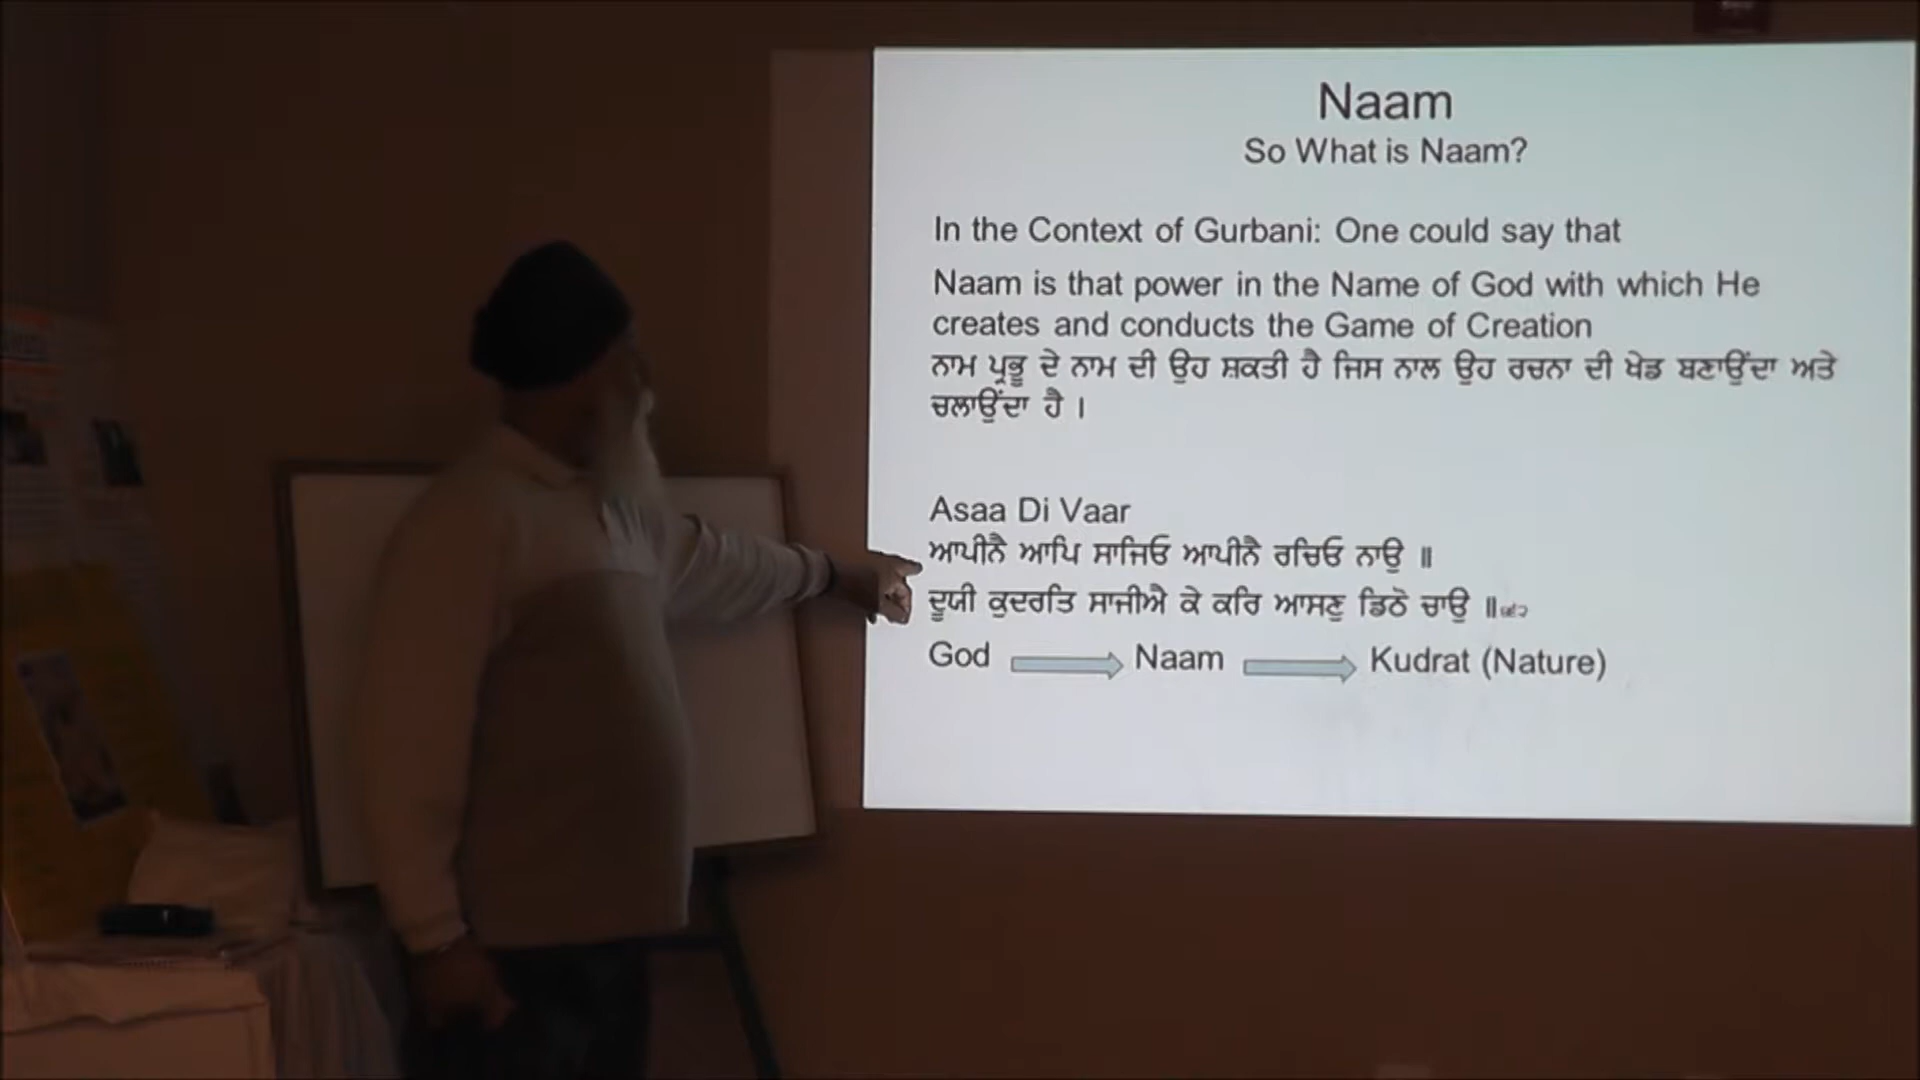 Naam
So What is Naam?
In the Context of Gurbani: One could say that
Naam is that power in the Name of God with which He
creates and conducts the Game of Creation
ਨਾਮ ਪ੍ਰਭੂ ਦੇ ਨਾਮ ਦੀ ਉਹ ਸ਼ਕਤੀ ਹੈ ਜਿਸ ਨਾਲ ਉਹ ਰਚਨਾ ਦੀ ਖੇਡ ਬਣਾਉਂਦਾ ਅਤੇ
ਚਲਾਉਂਦਾ ਹੈ ।
Asaa Di Vaar
ਆਪੀਨੈ ਆਪਿ ਸਾਜਿਓ ਆਪੀਨੈ ਰਚਿਓ ਨਾਉ ॥
ਦੂਯੀ ਕੁਦਰਤਿ ਸਾਜੀਐ ਕੇ ਕਰਿ ਆਸਣੁ ਡਿਠੋ ਚਾਉ ॥
God Naam Kudrat (Nature)